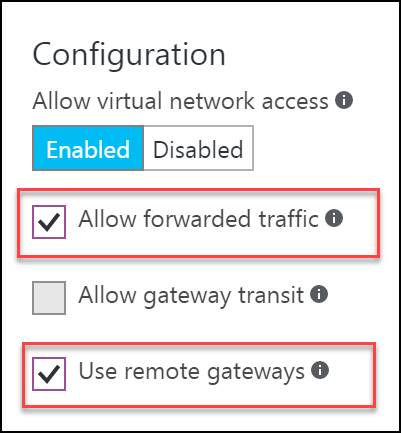 Configuration
Allow virtual network access
Enabled Disabled
Allow forwarded traffic
Allow gateway transit
Use remote gateways